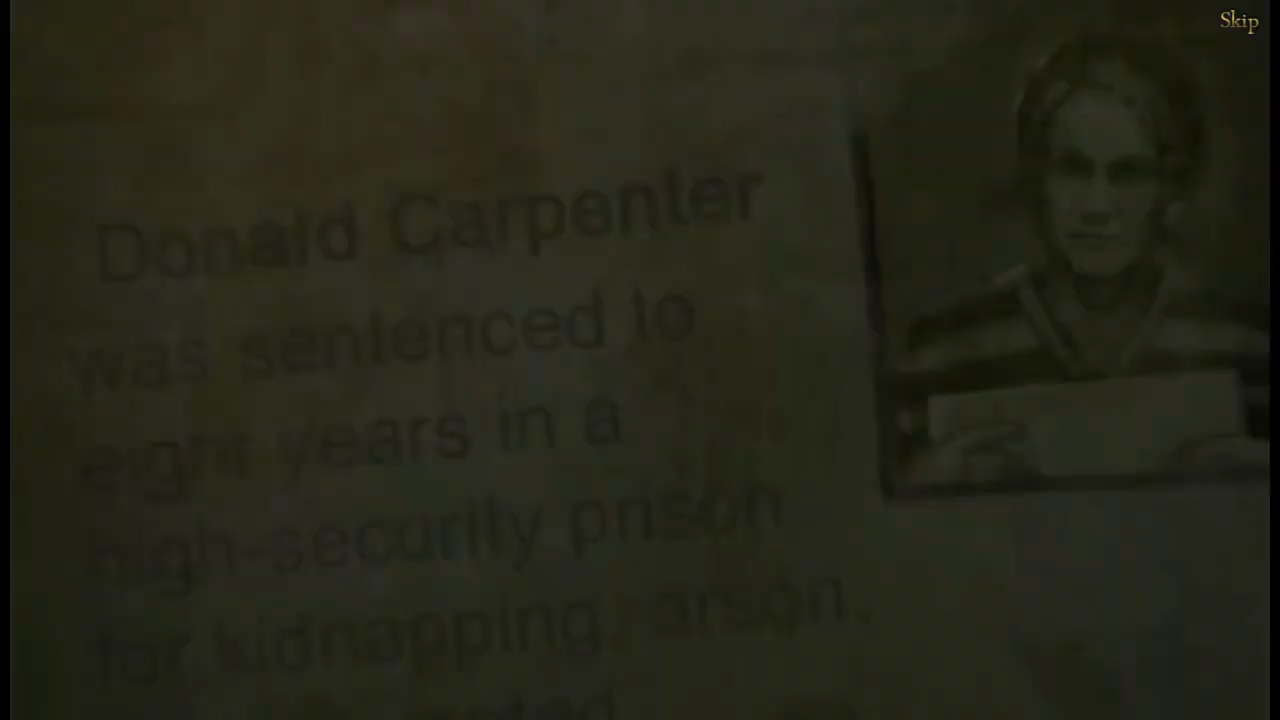 Skip
Donald Carpenter
was sentenced to
eight years in a
high-security prison
for kidnapping, arson,